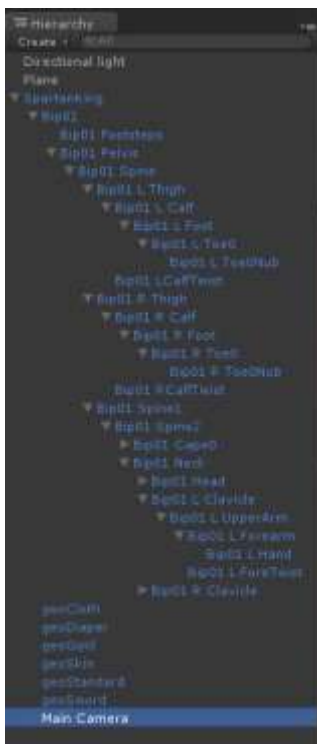 Hierarchy
Create
Directional light
Plane
SpartanKing
Bip01
Bip01 Footsteps
Bip01 Pelvis
Bip01 Spine
Bip01 L Thigh
Bip01 L Calf
Bip01 L Foot
Bip01 L Toe0
Bip01 L Toe0Nub
Bip01 LCalfTwist
Bip01 R Thigh
Bip01 R Calf
Bip01 R Foot
Bip01 R Toe0
Bip01 R Toe0Nub
Bip01 RCalfTwist
Bip01 Spine1
Bip01 Spine2
Bip01 Cape0
Bip01 Neck
Bip01 Head
Bip01 L Clavicle
Bip01 L UpperArm
Bip01 L Forearm
Bip01 L Hand
Bip01 L ForeTwist
Bip01 R Clavicle
geoCloth
geoDiaper
geoGold
geoSkin
geoStandard
geoSword
Main Camera